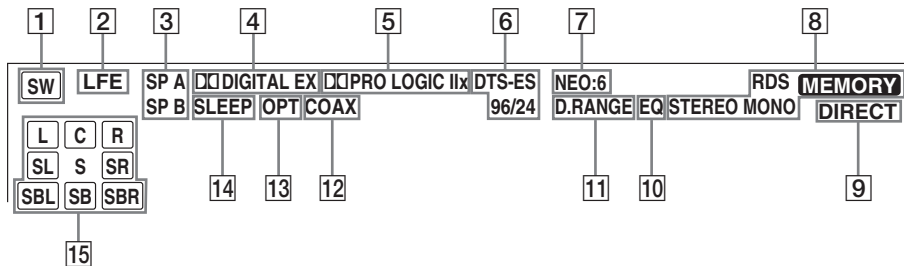 1 2 3 4 5 6 7 8
SW LFE SP A DIGITAL EX PRO LOGIC IIx DTS-ES NEO:6 RDS MEMORY
SP B SLEEP OPT COAX 96/24 D.RANGE EQ STEREO MONO DIRECT
L C R
SL S SR
SBL SB SBR
14 13 12 11 10 9
15